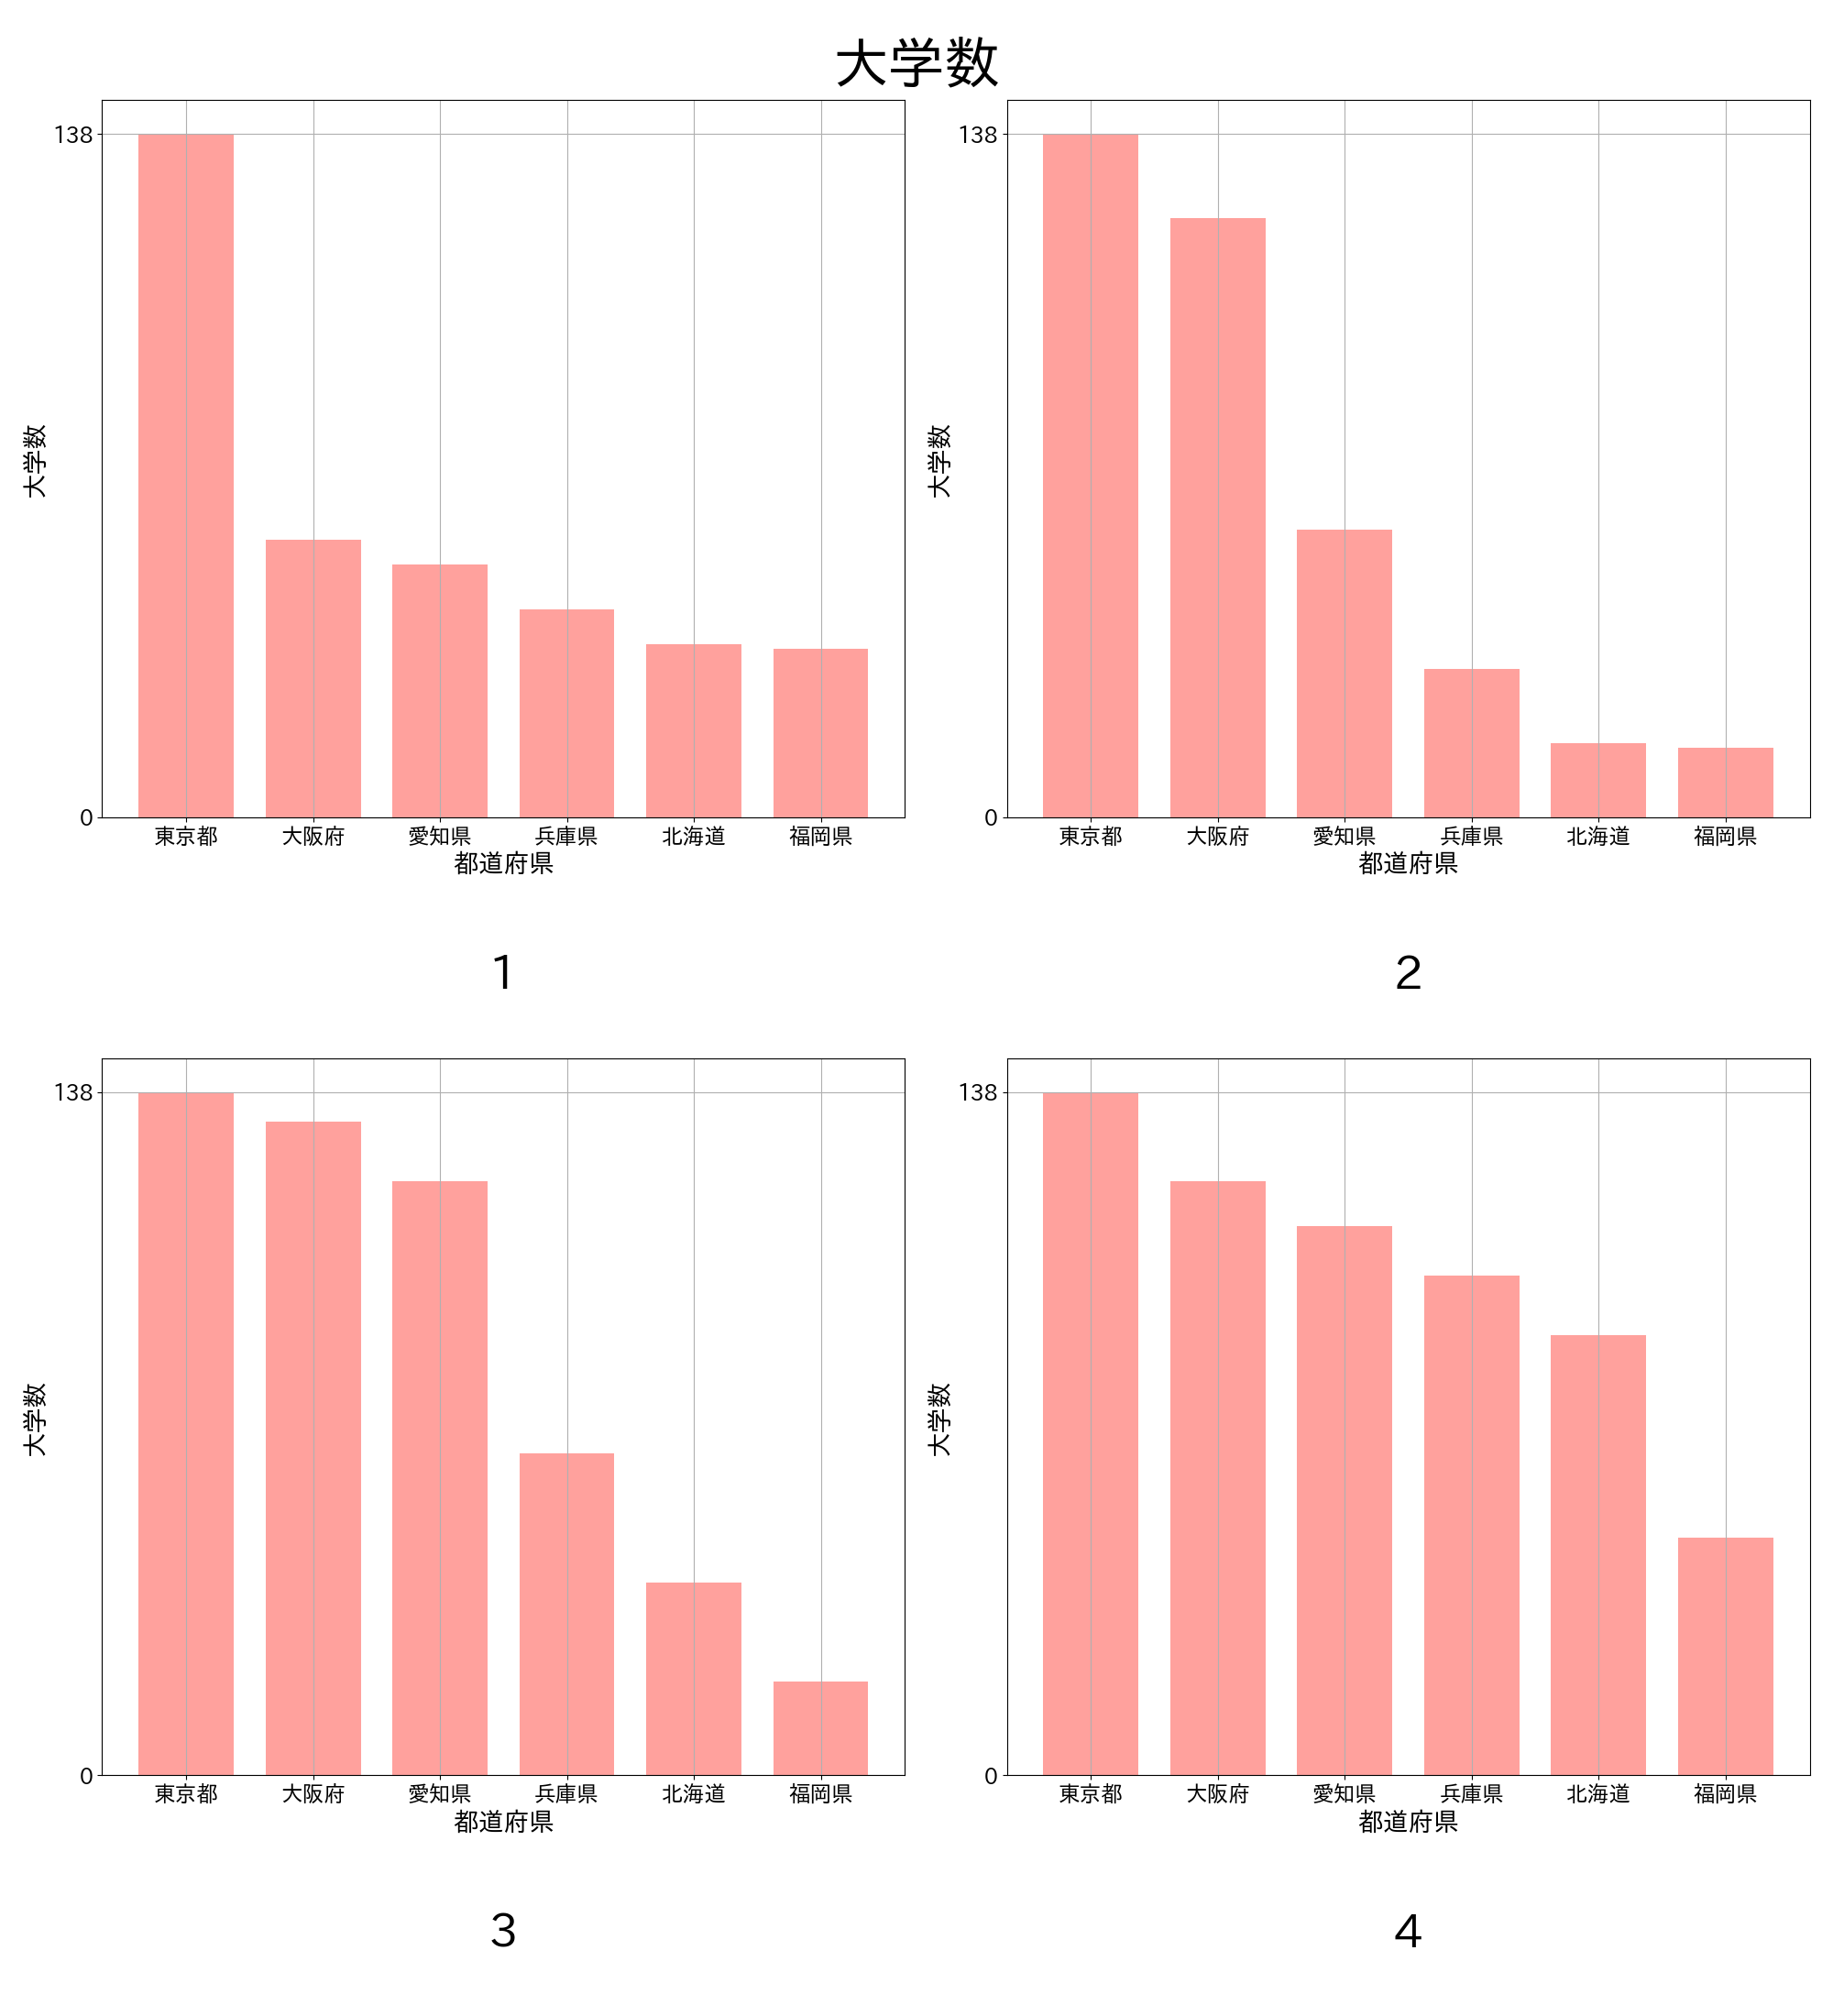 大学数
138
0
大学数
東京都 大阪府 愛知県 兵庫県 北海道 福岡県
都道府県
1
138
0
大学数
東京都 大阪府 愛知県 兵庫県 北海道 福岡県
都道府県
2
138
0
大学数
東京都 大阪府 愛知県 兵庫県 北海道 福岡県
都道府県
3
138
0
大学数
東京都 大阪府 愛知県 兵庫県 北海道 福岡県
都道府県
4